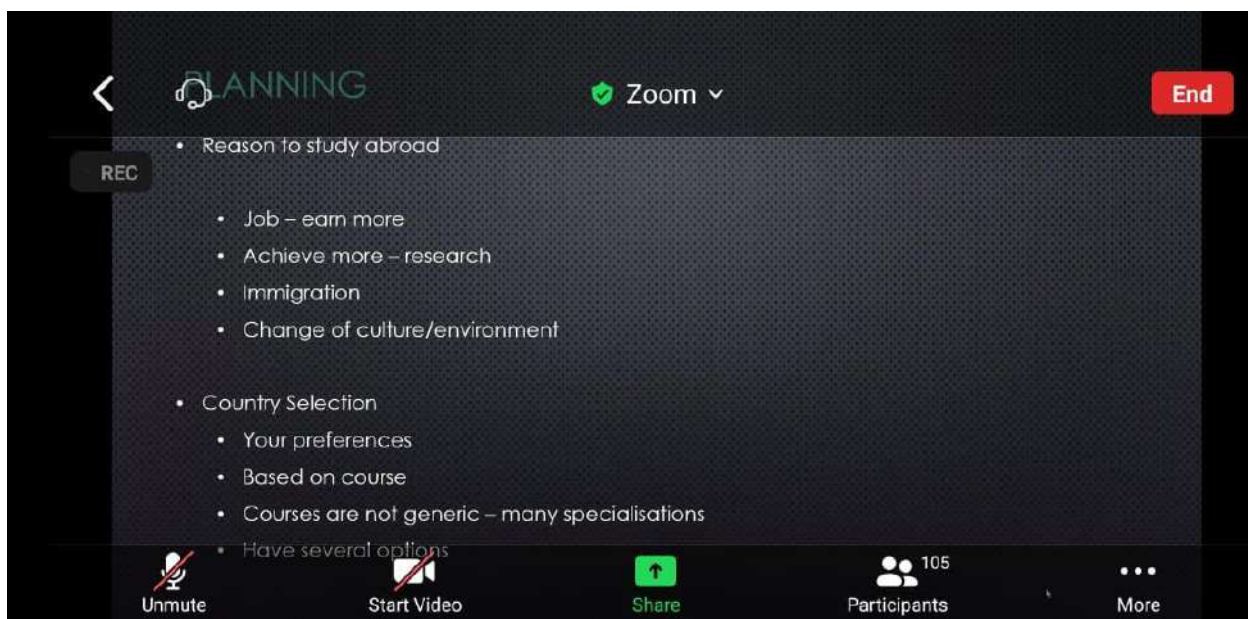 PLANNING
Zoom
End
• Reason to study abroad
REC
• Job – earn more
• Achieve more – research
• Immigration
• Change of culture/environment
• Country Selection
• Your preferences
• Based on course
• Courses are not generic – many specialisations
• Have several options
105
Unmute
Start Video
Share
Participants
More